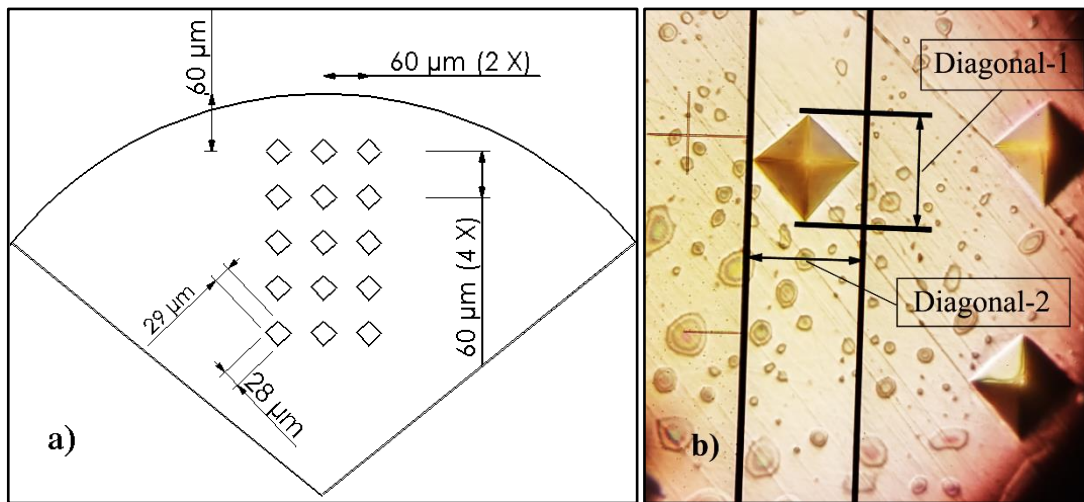 60 µm
60 µm (2 X)
60 µm (4 X)
29 µm
28 µm
a)
Diagonal-1
Diagonal-2
b)